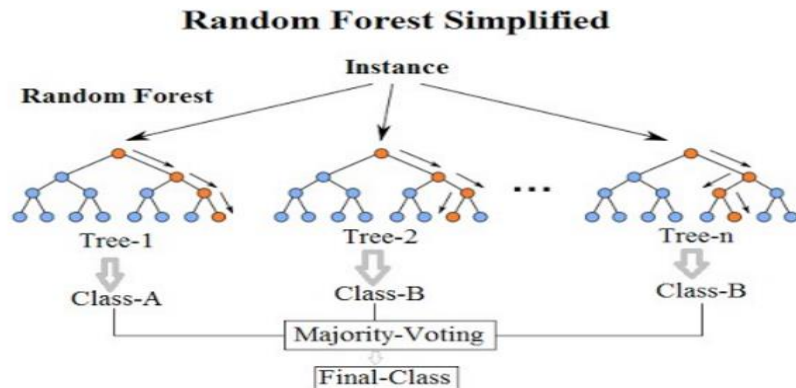 Random Forest Simplified
Instance
Random Forest
...
Tree-1
Tree-2
Tree-n
Class-A
Class-B
Class-B
Majority-Voting
Final-Class